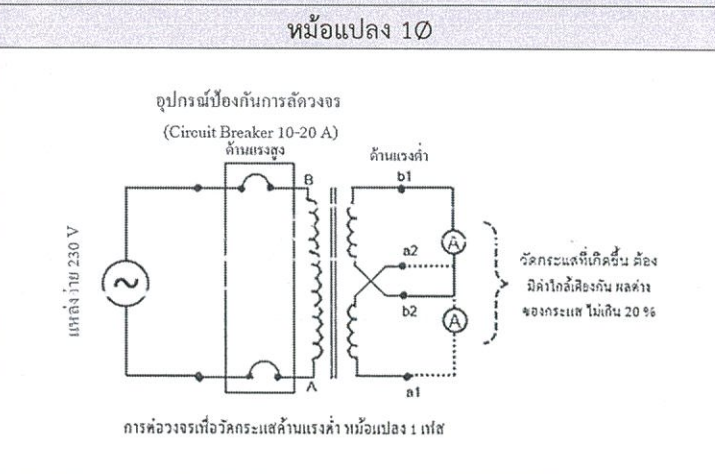 หม้อแปลง 1Ø
อุปกรณ์ป้องกันการลัดวงจร
(Circuit Breaker 10-20 A)
ด้านแรงสูง
ด้านแรงต่ำ
B
b1
A
a2
แหล่งจ่าย 230 V
~
วัดกระแสที่เกิดขึ้น ต้อง
มีค่าใกล้เคียงกัน ผลต่าง
ของกระแส ไม่เกิน 20 %
b2
A
A
a1
การต่อวงจรเพื่อวัดกระแสด้านแรงต่ำ หม้อแปลง 1 เฟส